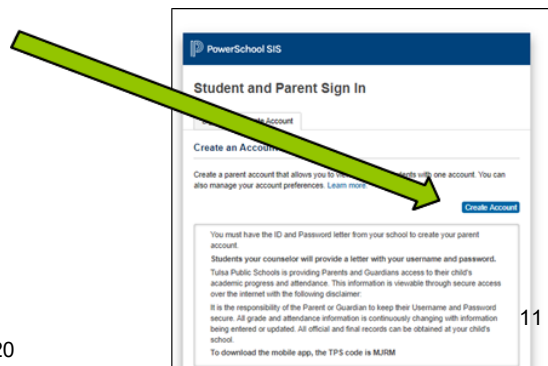 PowerSchool SIS
Student and Parent Sign In
Account
Create an Account
Create a parent account that allows you to with one account. You can
also manage your account preferences. Learn more
Create Account
You must have the ID and Password letter from your school to create your parent
account.
Students your counselor will provide a letter with your username and password.
Tulsa Public Schools is providing Parents and Guardians access to their child's
academic progress and attendance. This information is viewable through secure access
over the internet with the following disclaimer:
It is the responsibility of the Parent or Guardian to keep their Username and Password
secure. All grade and attendance information is continuously changing with information
being entered or updated. All official and final records can be obtained at your child's
school.
To download the mobile app, the TPS code is MJRM
11
20